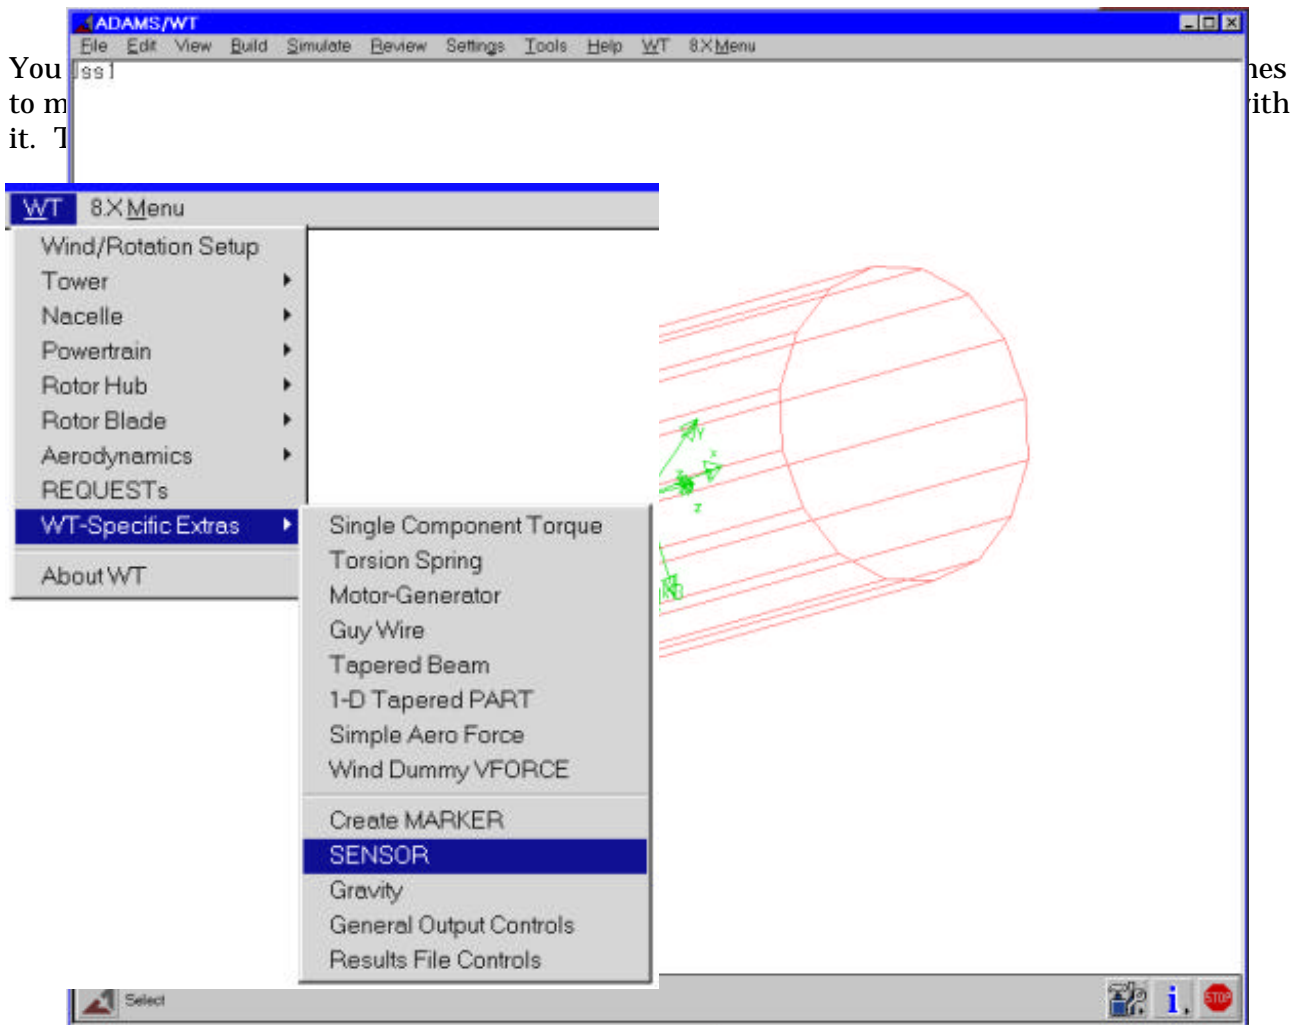 ADAMS/WT
File Edit View Build Simulate Review Settings Tools Help WT 8.X Menu
You
to m
it. T
ith
WT 8.X Menu
Wind/Rotation Setup
Tower
Nacelle
Powertrain
Rotor Hub
Rotor Blade
Aerodynamics
REQUESTs
WT-Specific Extras
About WT
Single Component Torque
Torsion Spring
Motor-Generator
Guy Wire
Tapered Beam
1-D Tapered PART
Simple Aero Force
Wind Dummy VFORCE
Create MARKER
SENSOR
Gravity
General Output Controls
Results File Controls
Y
x
z
Select
i.
STOP